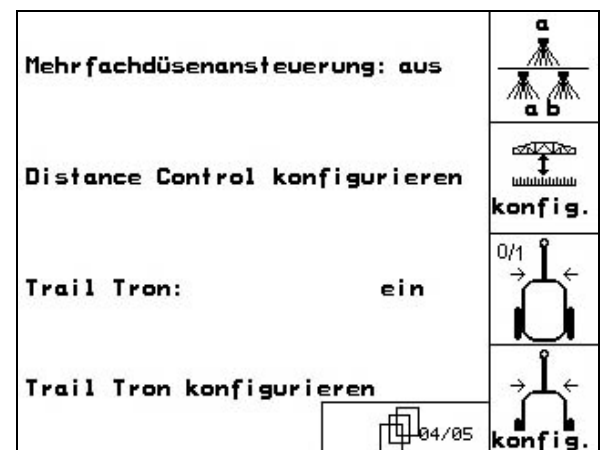 Mehrfachdüsenansteuerung: aus
a
a b
Distance Control konfigurieren
konfig.
Trail Tron: ein
0/1
Trail Tron konfigurieren
konfig.
04/05